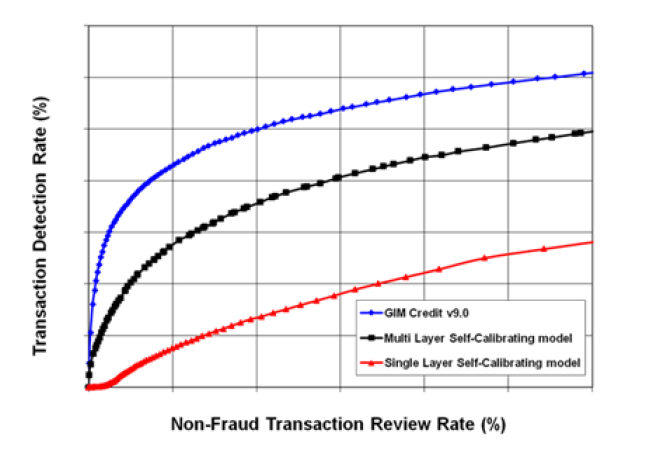 Transaction Detection Rate (%)
GIM Credit v9.0
Multi Layer Self-Calibrating model
Single Layer Self-Calibrating model
Non-Fraud Transaction Review Rate (%)